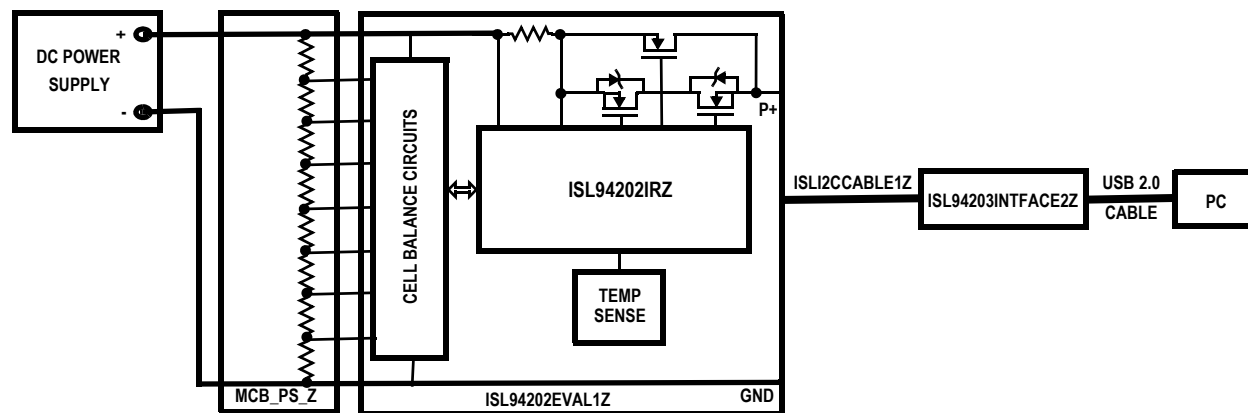 DC POWER
SUPPLY
+
-
MCB_PS_Z
CELL BALANCE CIRCUITS
ISL94202IRZ
TEMP
SENSE
P+
GND
ISL94202EVAL1Z
ISLI2CCABLE1Z
ISL94203INTFACE2Z
USB 2.0
CABLE
PC